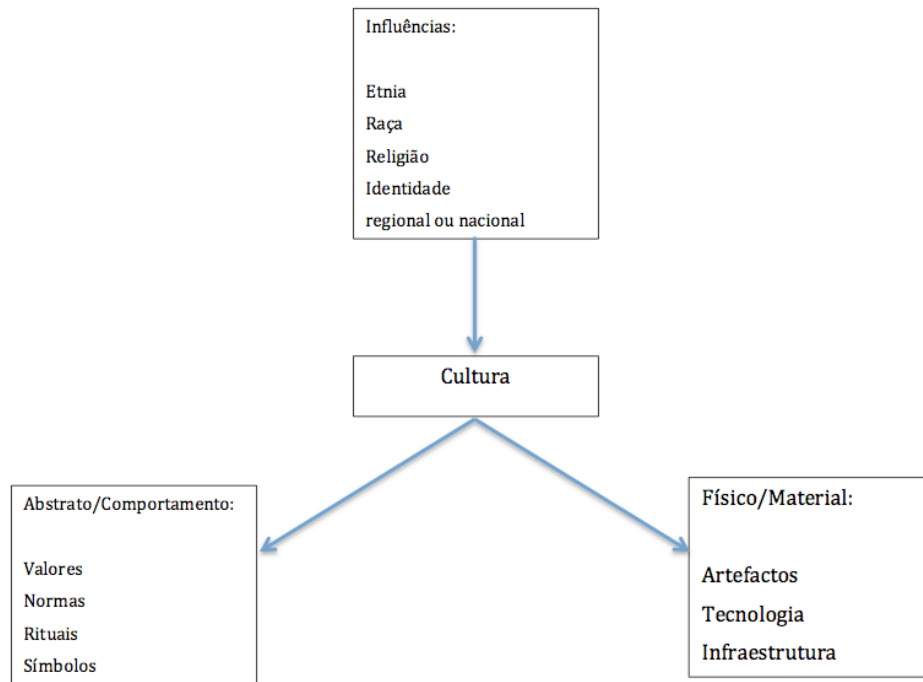 Influências:
Etnia
Raça
Religião
Identidade
regional ou nacional
Cultura
Abstrato/Comportamento:
Valores
Normas
Rituais
Símbolos
Físico/Material:
Artefactos
Tecnologia
Infraestrutura